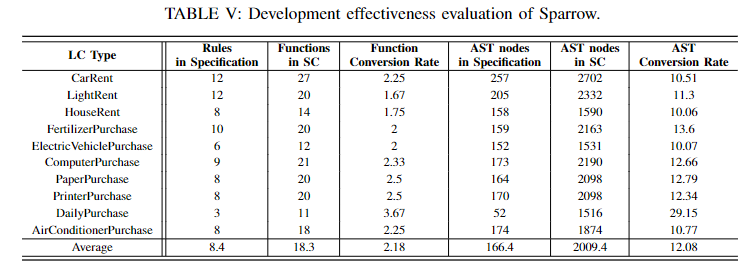 TABLE V: Development effectiveness evaluation of Sparrow.
LC Type | Rules in Specification | Functions in SC | Function Conversion Rate | AST nodes in Specification | AST nodes in SC | AST Conversion Rate
CarRent | 12 | 27 | 2.25 | 257 | 2702 | 10.51
LightRent | 12 | 20 | 1.67 | 205 | 2332 | 11.3
HouseRent | 8 | 14 | 1.75 | 158 | 1590 | 10.06
FertilizerPurchase | 10 | 20 | 2 | 159 | 2163 | 13.6
ElectricVehiclePurchase | 6 | 12 | 2 | 152 | 1531 | 10.07
ComputerPurchase | 9 | 21 | 2.33 | 173 | 2190 | 12.66
PaperPurchase | 8 | 20 | 2.5 | 164 | 2098 | 12.79
PrinterPurchase | 8 | 20 | 2.5 | 170 | 2098 | 12.34
DailyPurchase | 3 | 11 | 3.67 | 52 | 1516 | 29.15
AirConditionerPurchase | 8 | 18 | 2.25 | 174 | 1874 | 10.77
Average | 8.4 | 18.3 | 2.18 | 166.4 | 2009.4 | 12.08